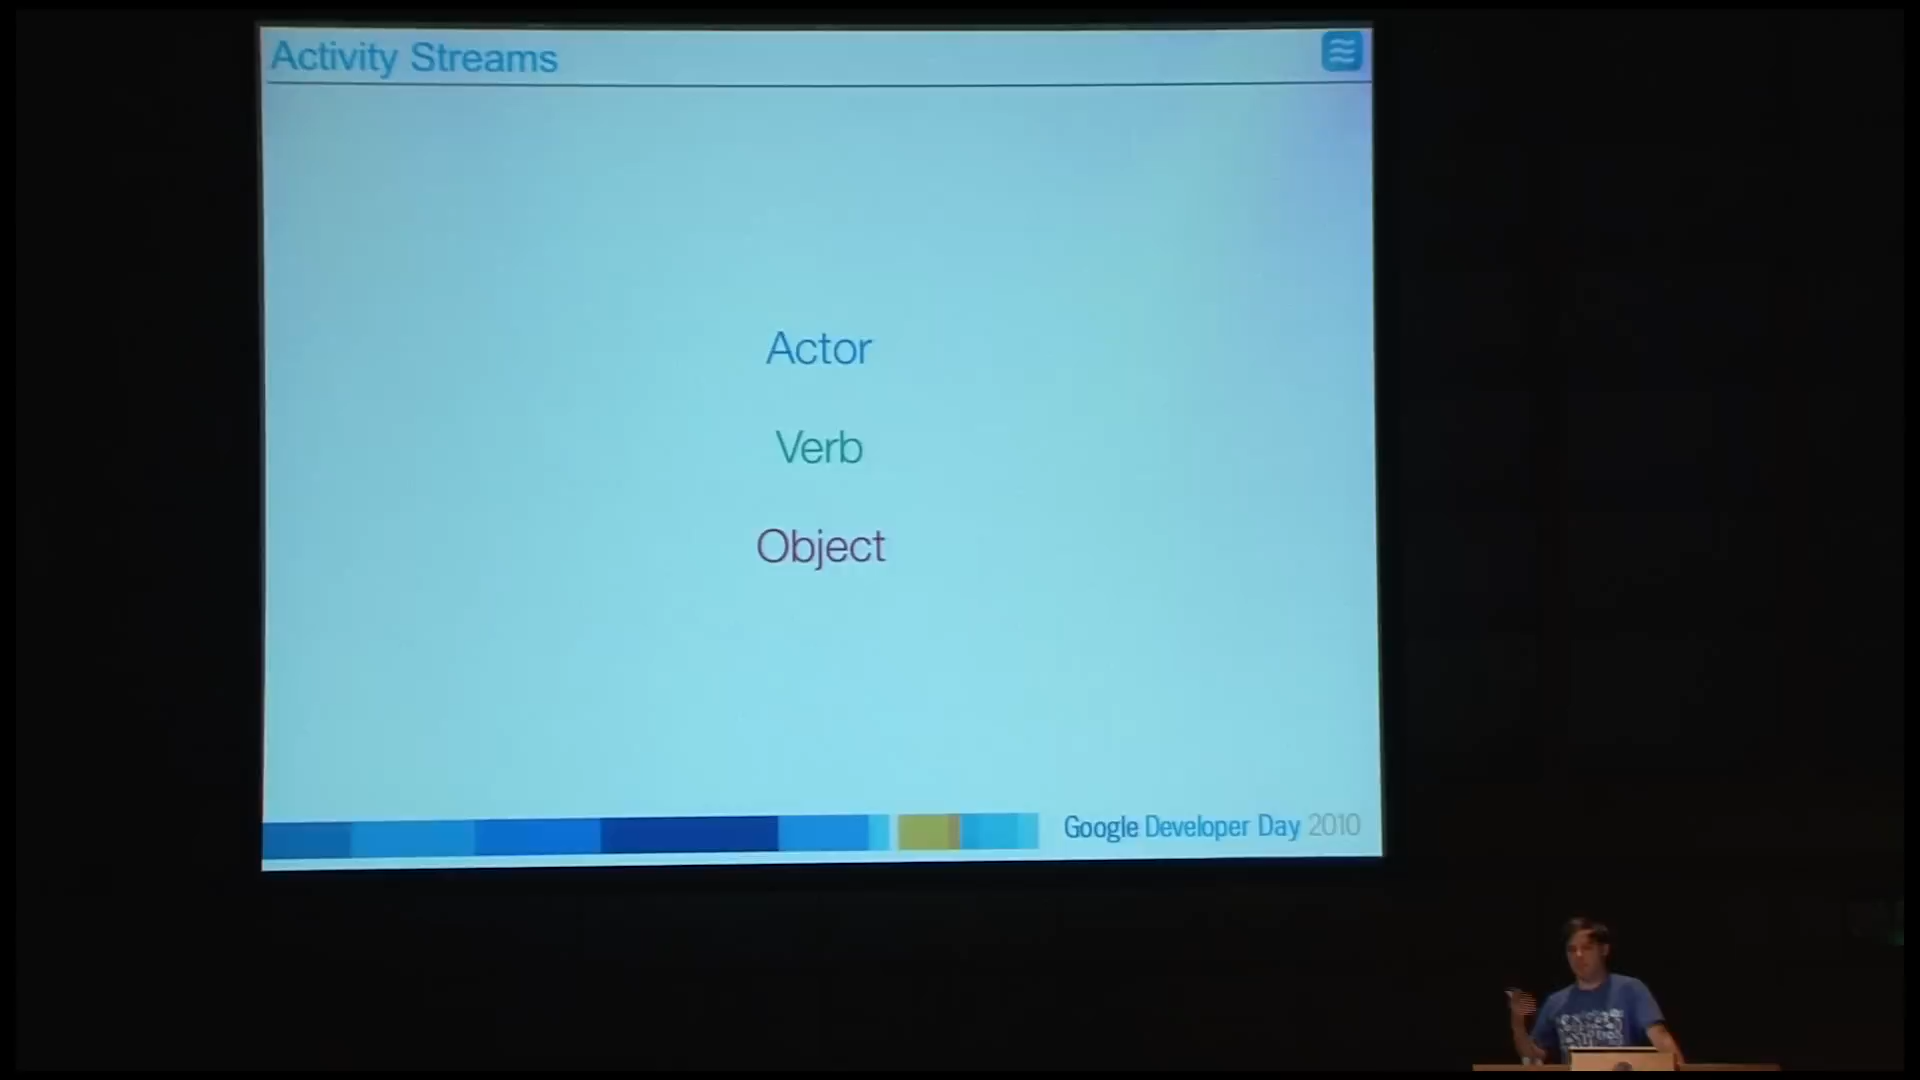 Activity Streams
Actor
Verb
Object
Google Developer Day 2010